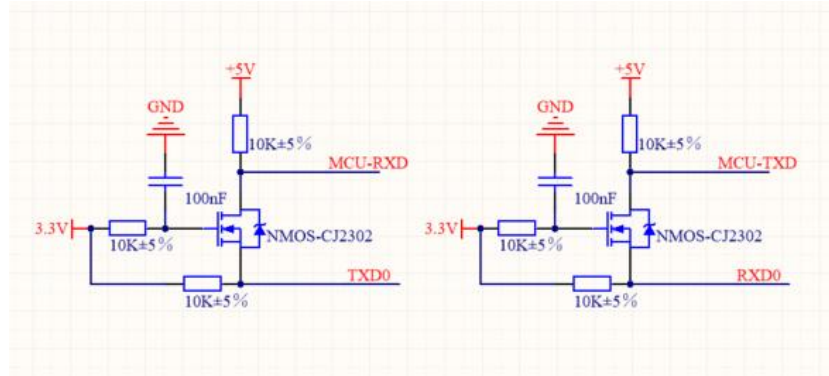 +5V
GND
10K±5%
MCU-RXD
100nF
3.3V
10K±5%
NMOS-CJ2302
TXD0
10K±5%
+5V
GND
10K±5%
MCU-TXD
100nF
3.3V
10K±5%
NMOS-CJ2302
RXD0
10K±5%